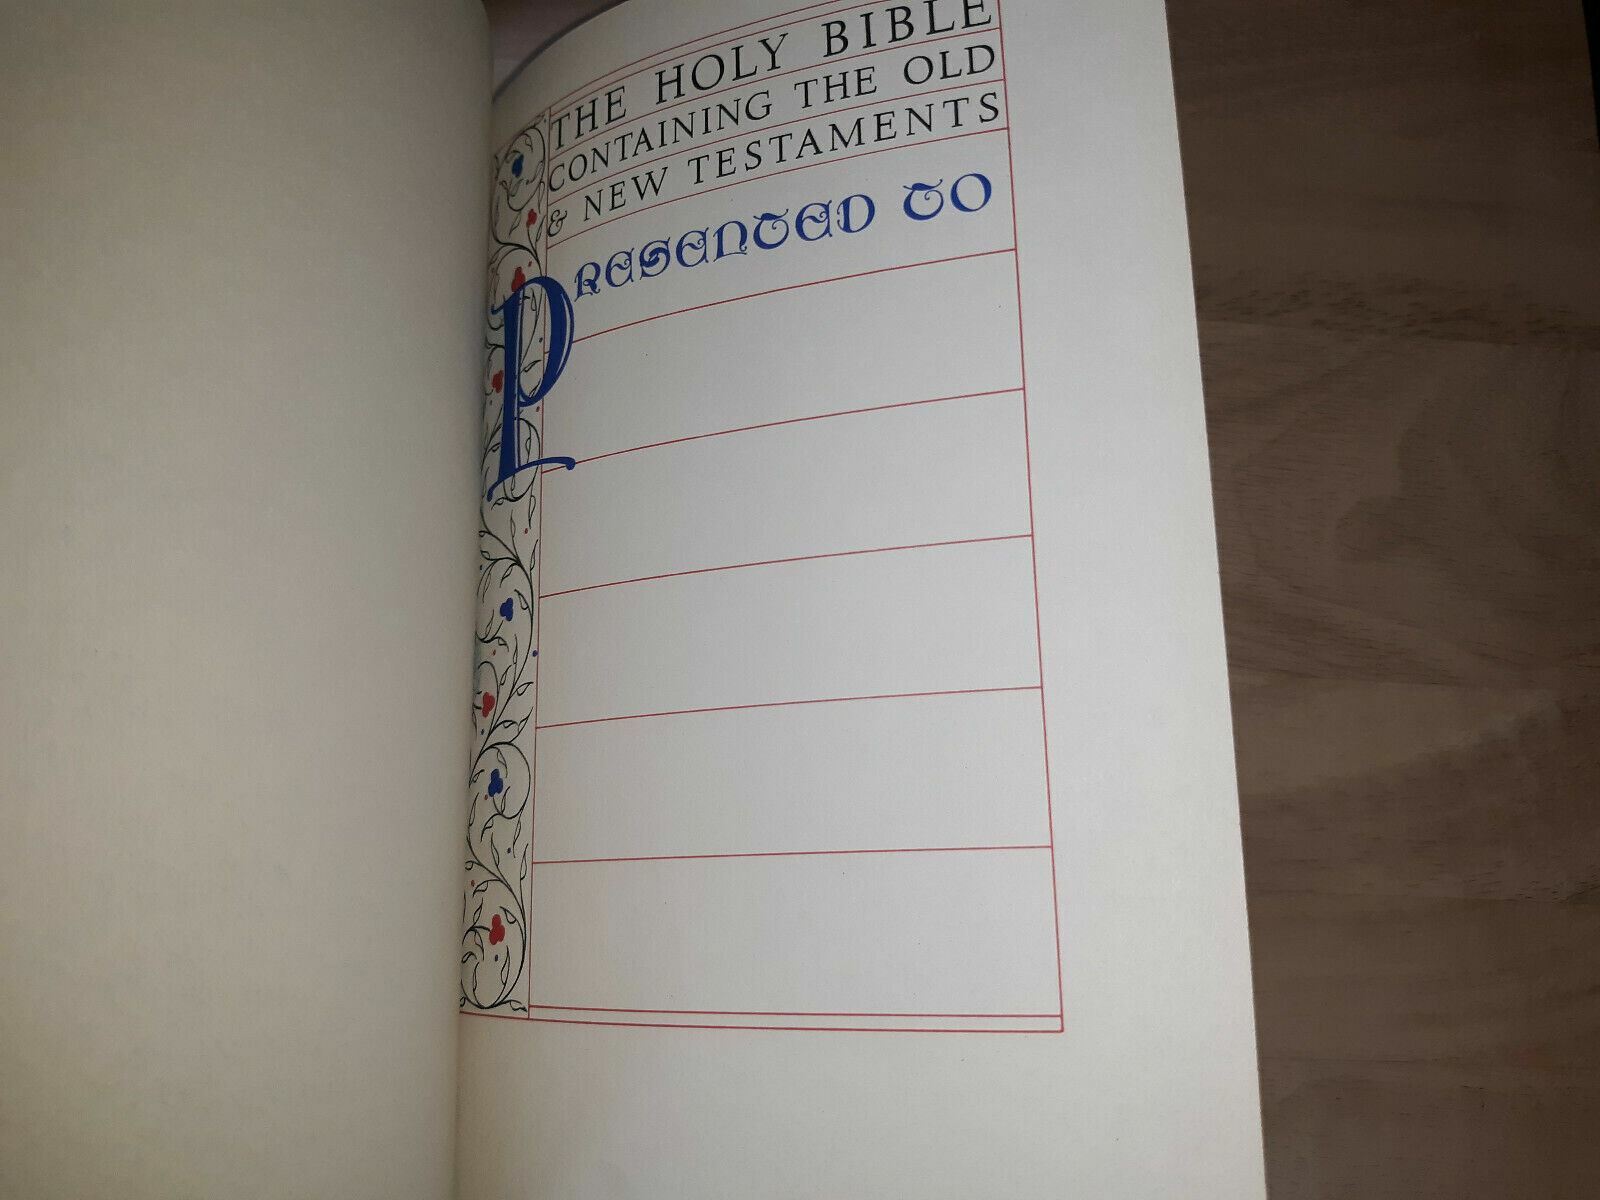 THE HOLY BIBLE
CONTAINING THE OLD
& NEW TESTAMENTS
PRESENTED TO